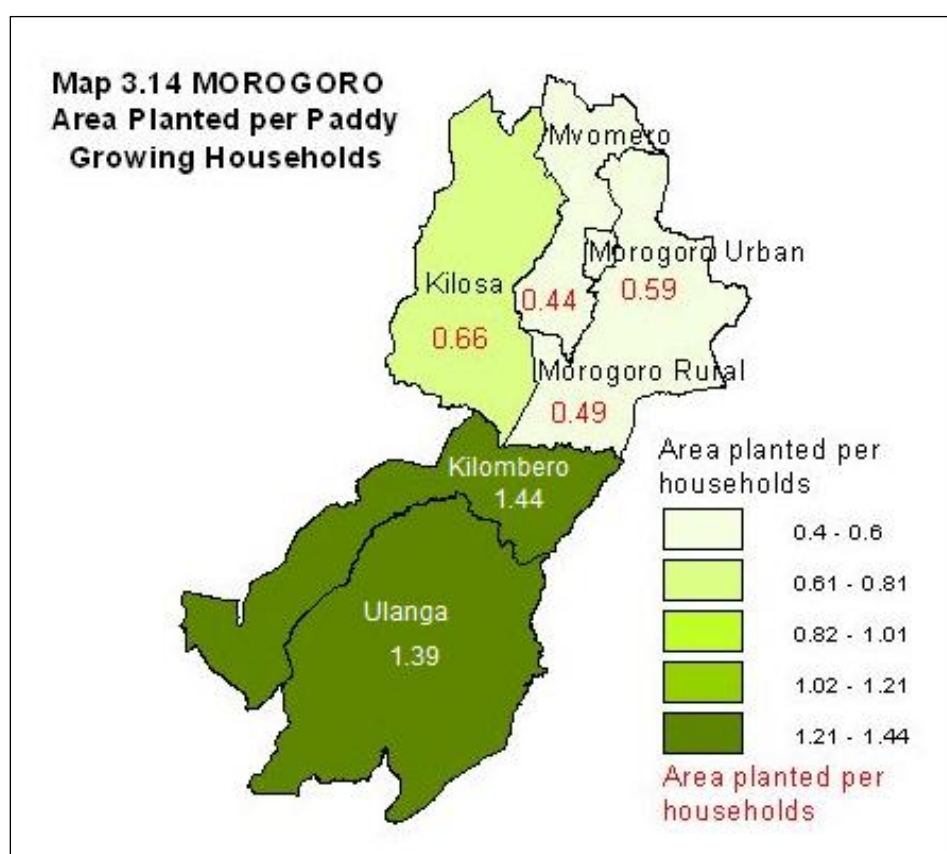 Map 3.14 MOROGORO
Area Planted per Paddy
Growing Households
Mvomero
Morogoro Urban
Kilosa
0.44
0.59
0.66
Morogoro Rural
0.49
Kilombero
1.44
Ulanga
1.39
Area planted per
households
0.4 - 0.6
0.61 - 0.81
0.82 - 1.01
1.02 - 1.21
1.21 - 1.44
Area planted per
households